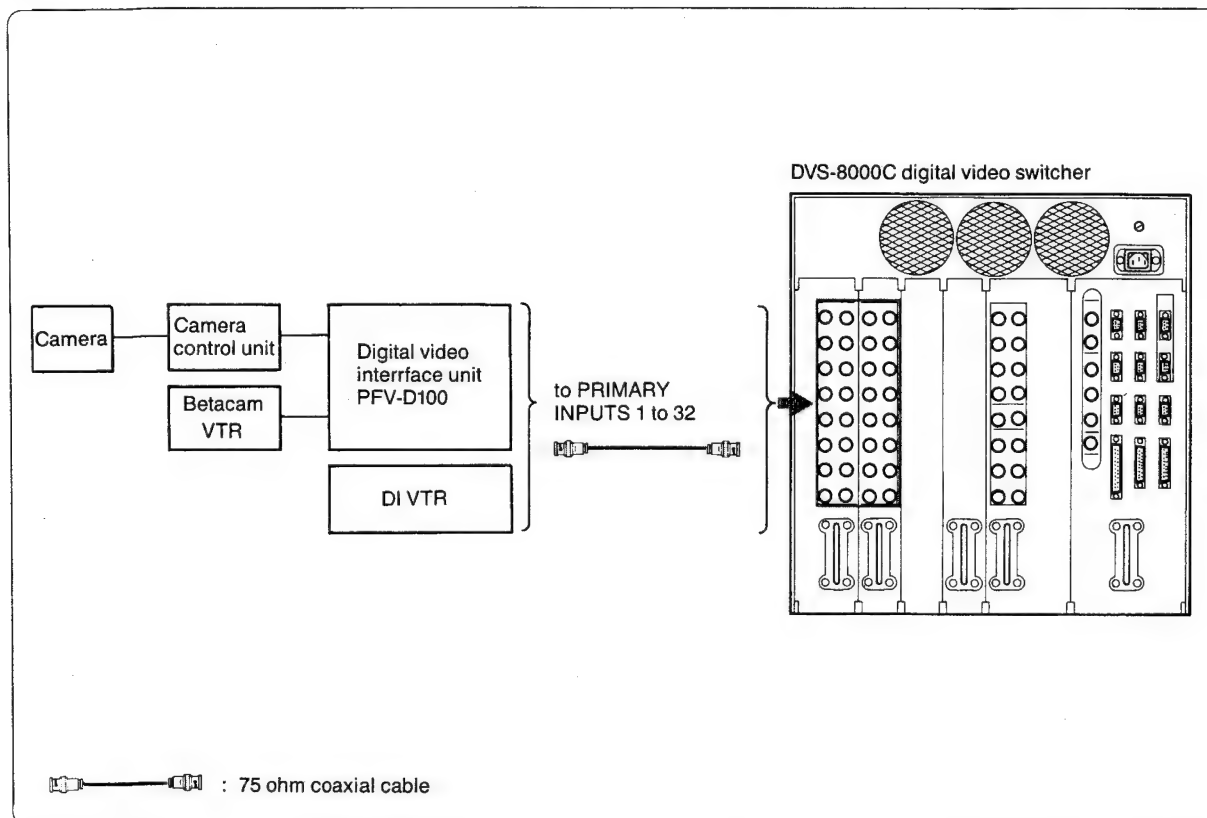 DVS-8000C digital video switcher
Camera
Camera
control unit
Betacam
VTR
Digital video
interrface unit
PFV-D100
DI VTR
to PRIMARY
INPUTS 1 to 32
: 75 ohm coaxial cable